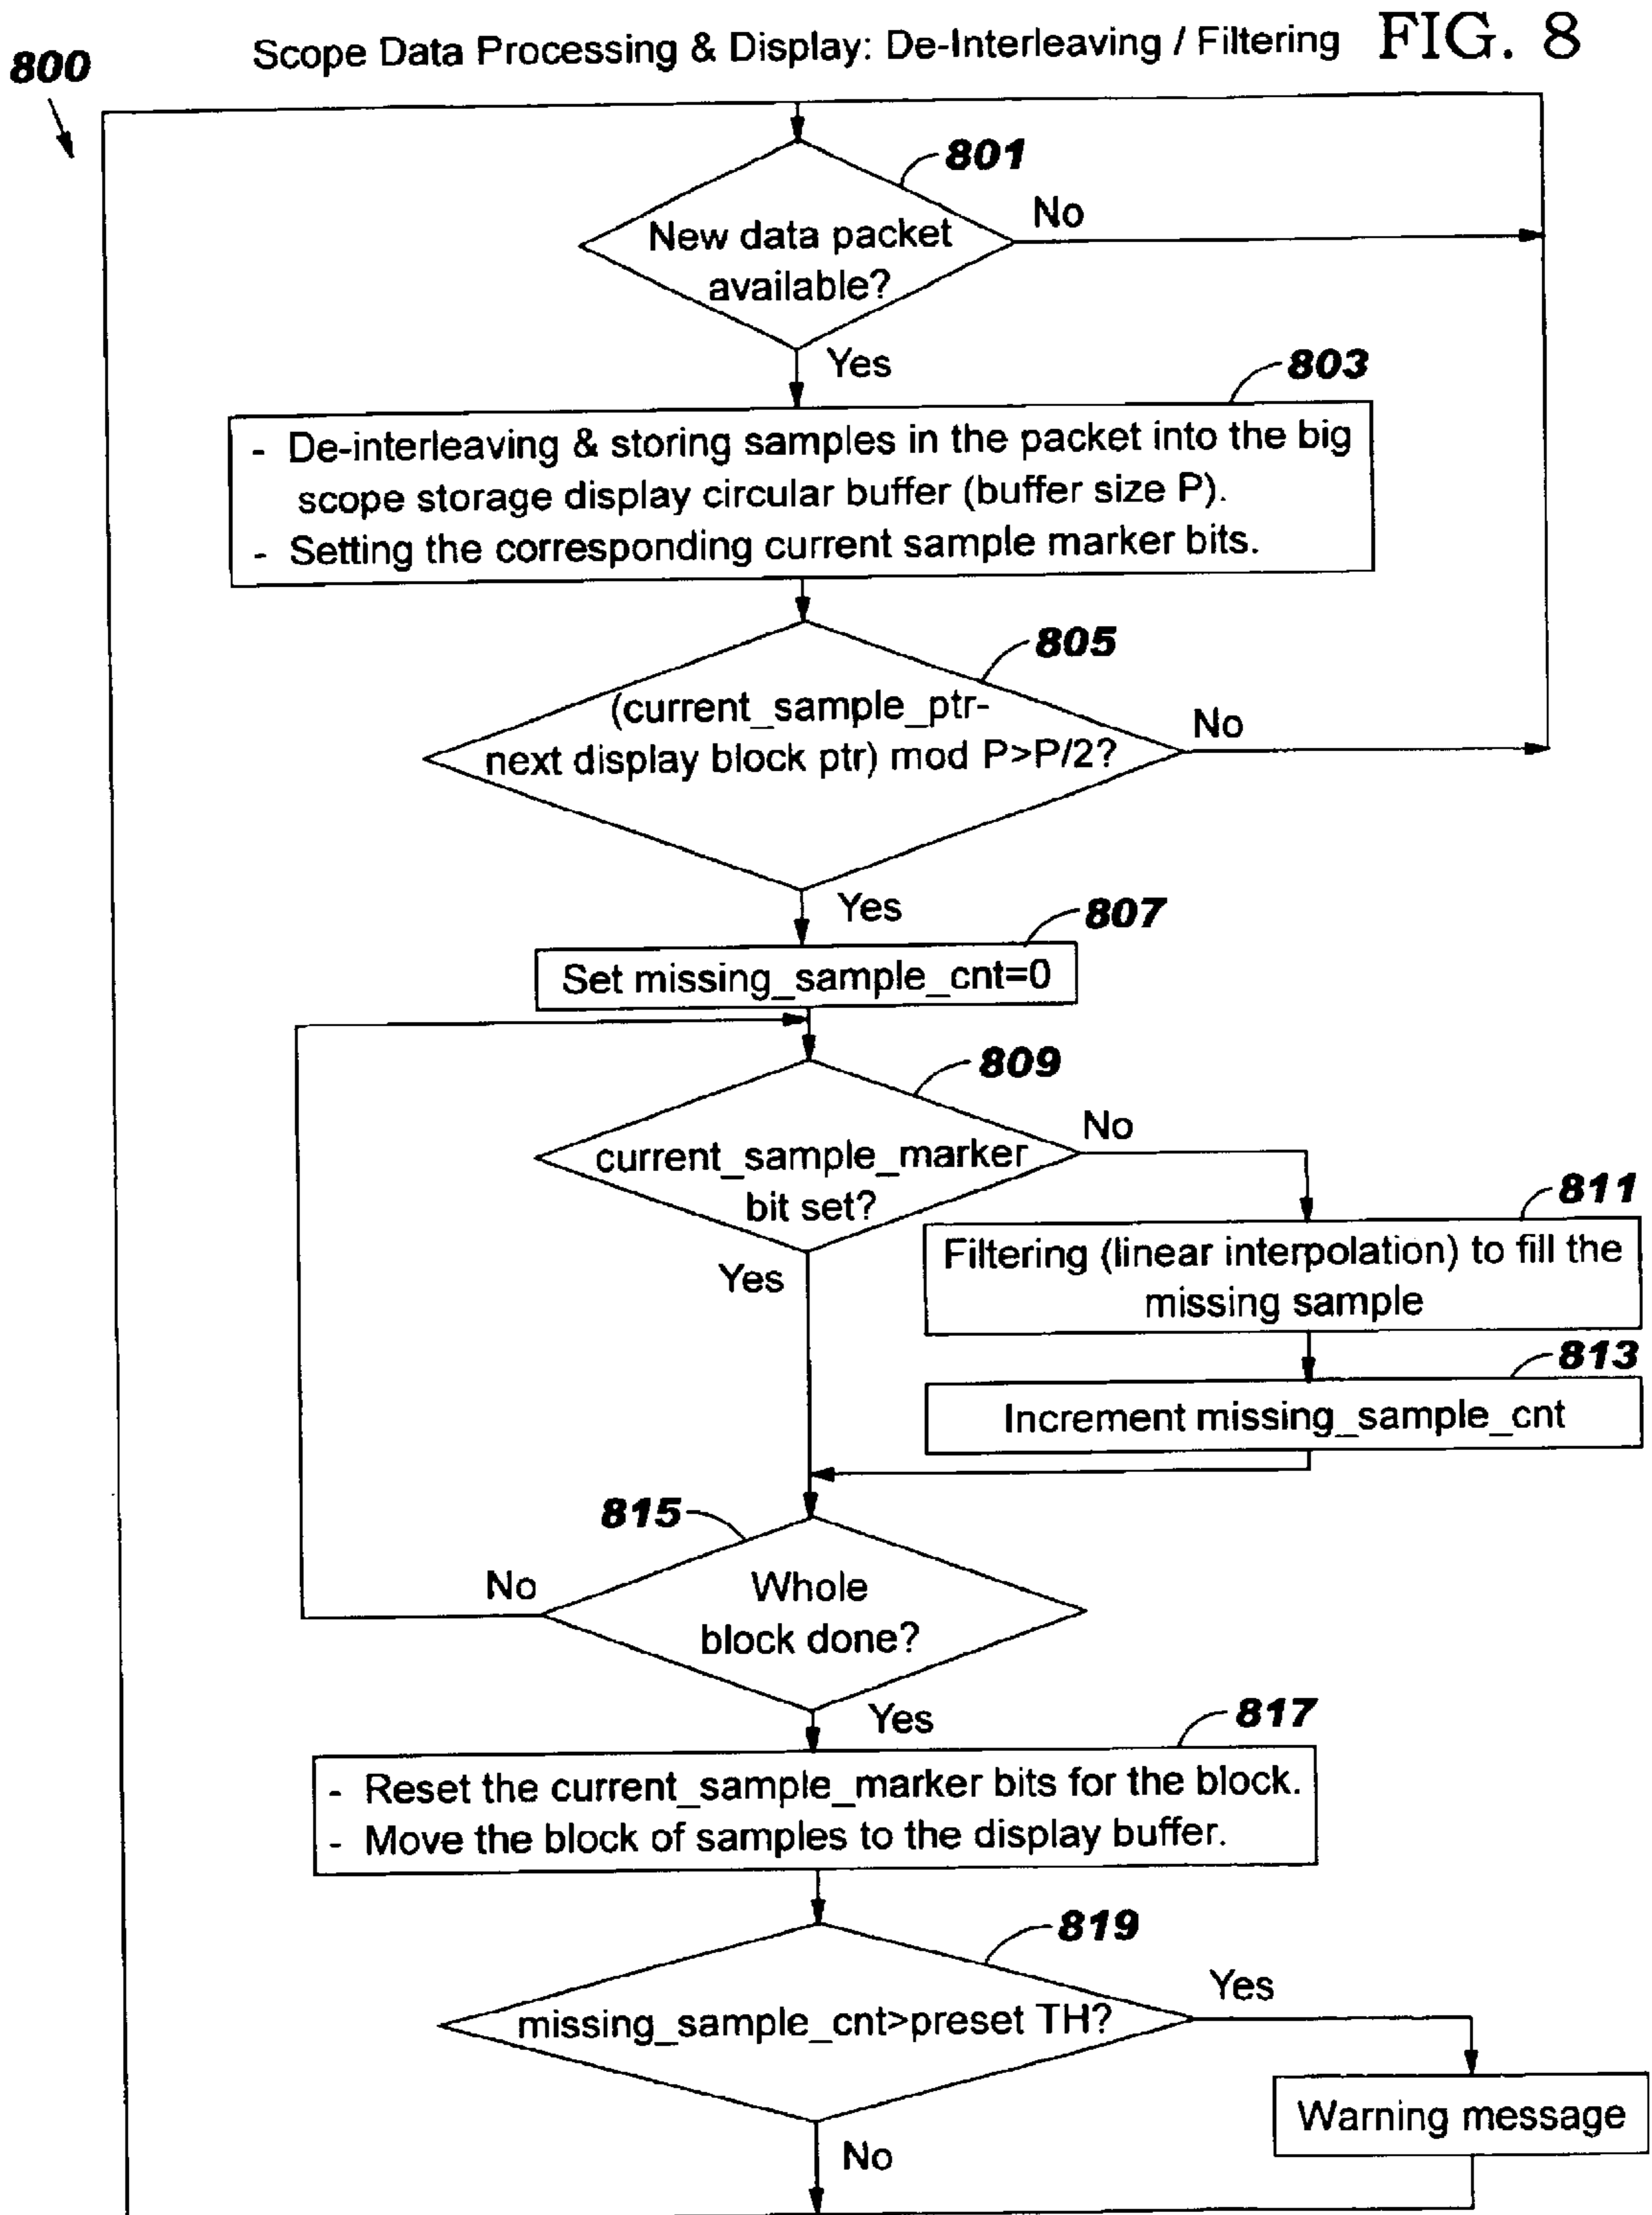 Scope Data Processing & Display: De-Interleaving / Filtering FIG. 8
800
801
New data packet
available?
No
Yes
803
- De-interleaving & storing samples in the packet into the big
scope storage display circular buffer (buffer size P).
- Setting the corresponding current sample marker bits.
805
(current_sample_ptr-
next display block ptr) mod P>P/2?
No
Yes
807
Set missing_sample_cnt=0
809
current_sample_marker
bit set?
No
Yes
811
Filtering (linear interpolation) to fill the
missing sample
813
Increment missing_sample_cnt
815
Whole
block done?
No
Yes
817
- Reset the current_sample_marker bits for the block.
- Move the block of samples to the display buffer.
819
missing_sample_cnt>preset TH?
Yes
Warning message
No